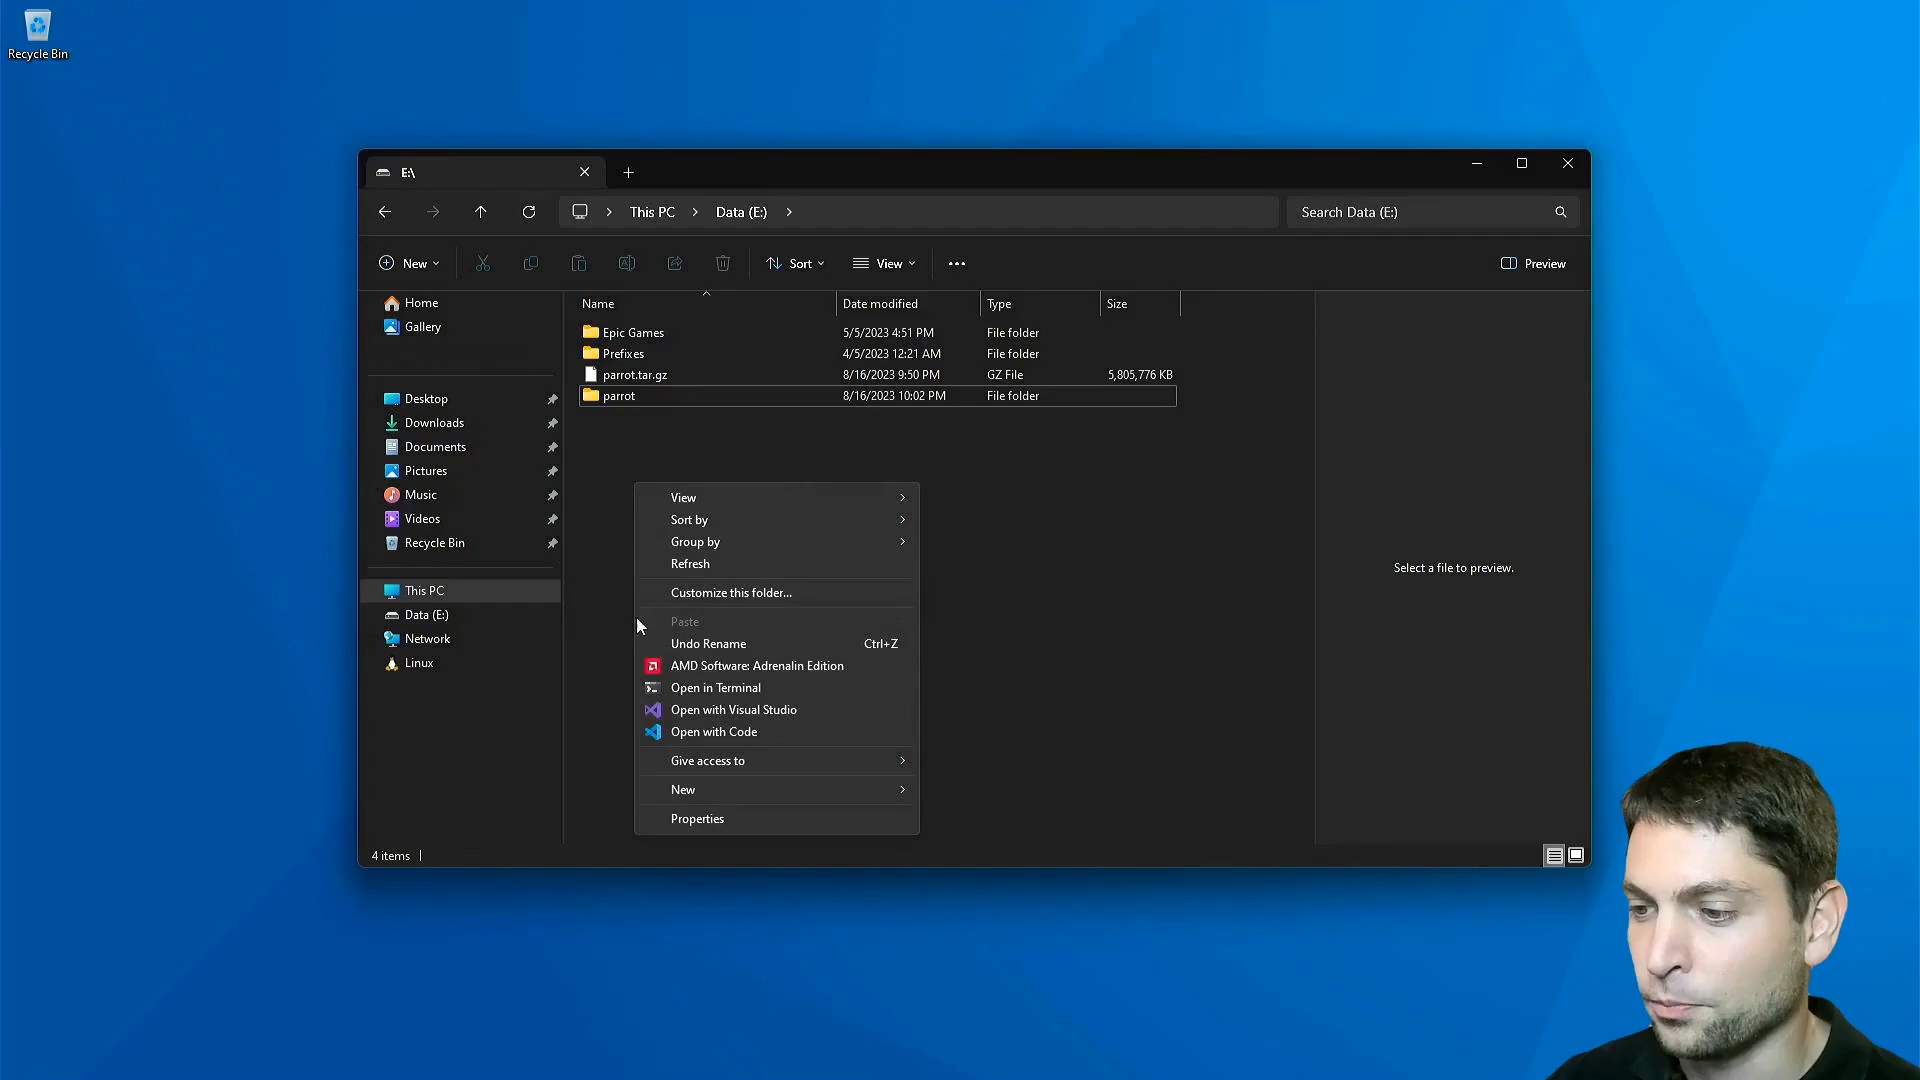 Recycle Bin
E:\
This PC
Data (E:)
Search Data (E:)
New
Sort
View
Preview
Home
Gallery
Desktop
Downloads
Documents
Pictures
Music
Videos
Recycle Bin
This PC
Data (E:)
Network
Linux
Name Date modified Type Size
Epic Games 5/5/2023 4:51 PM File folder
Prefixes 4/5/2023 12:21 AM File folder
parrot.tar.gz 8/16/2023 9:50 PM GZ File 5,805,776 KB
parrot 8/16/2023 10:02 PM File folder
View
Sort by
Group by
Refresh
Customize this folder...
Paste
Undo Rename Ctrl+Z
AMD Software: Adrenalin Edition
Open in Terminal
Open with Visual Studio
Open with Code
Give access to
New
Properties
Select a file to preview.
4 items